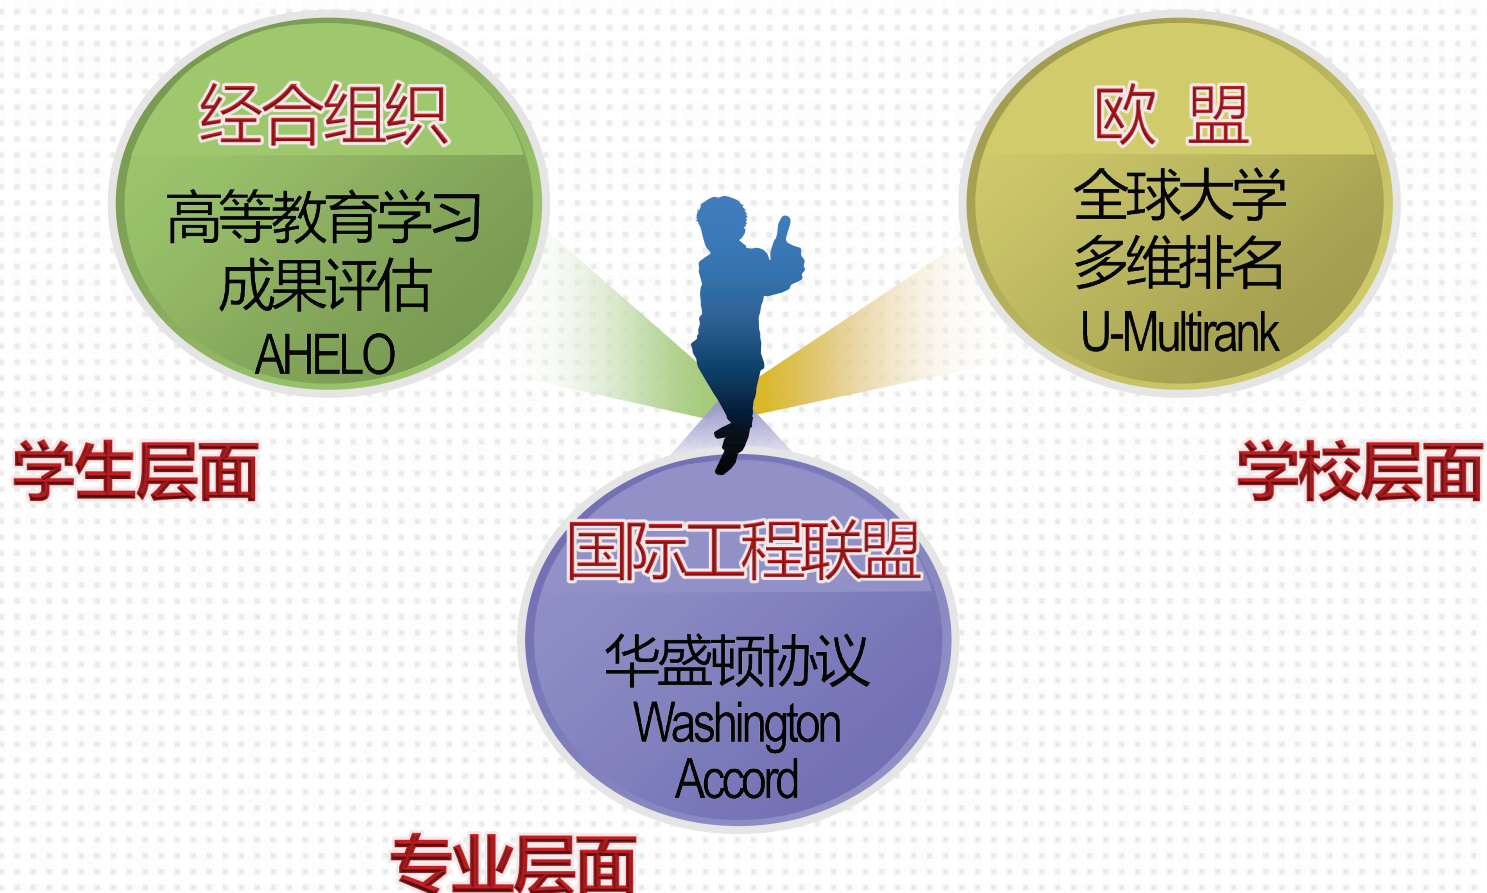 经合组织
高等教育学习
成果评估
AHELO
学生层面
欧 盟
全球大学
多维排名
U-Multirank
学校层面
国际工程联盟
华盛顿协议
Washington
Accord
专业层面